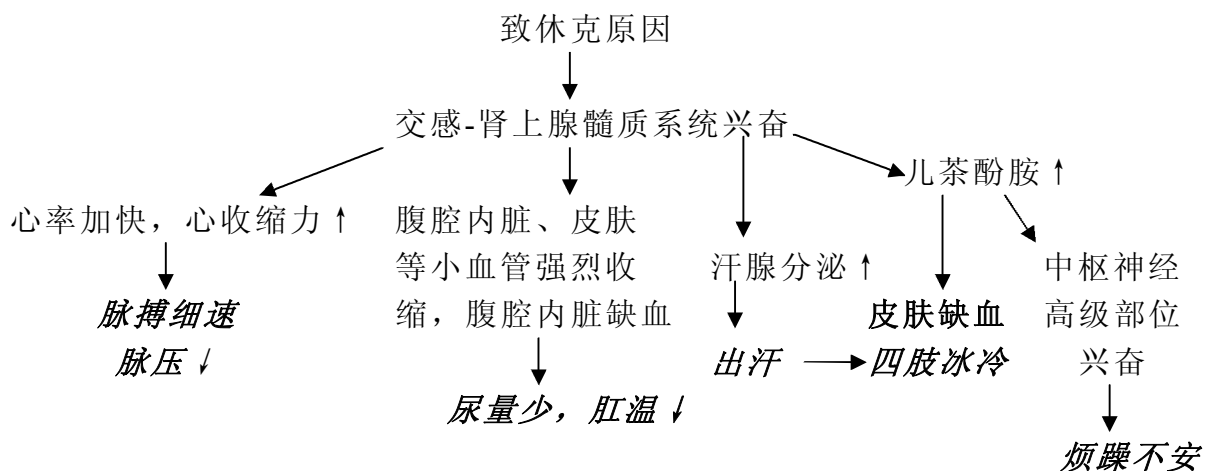 致休克原因
交感-肾上腺髓质系统兴奋
儿茶酚胺↑
心率加快，心收缩力↑
腹腔内脏、皮肤
等小血管强烈收
缩，腹腔内脏缺血
汗腺分泌↑
中枢神经
高级部位
兴奋
脉搏细速
脉压↓
皮肤缺血
出汗
四肢冰冷
尿量少，肛温↓
烦躁不安